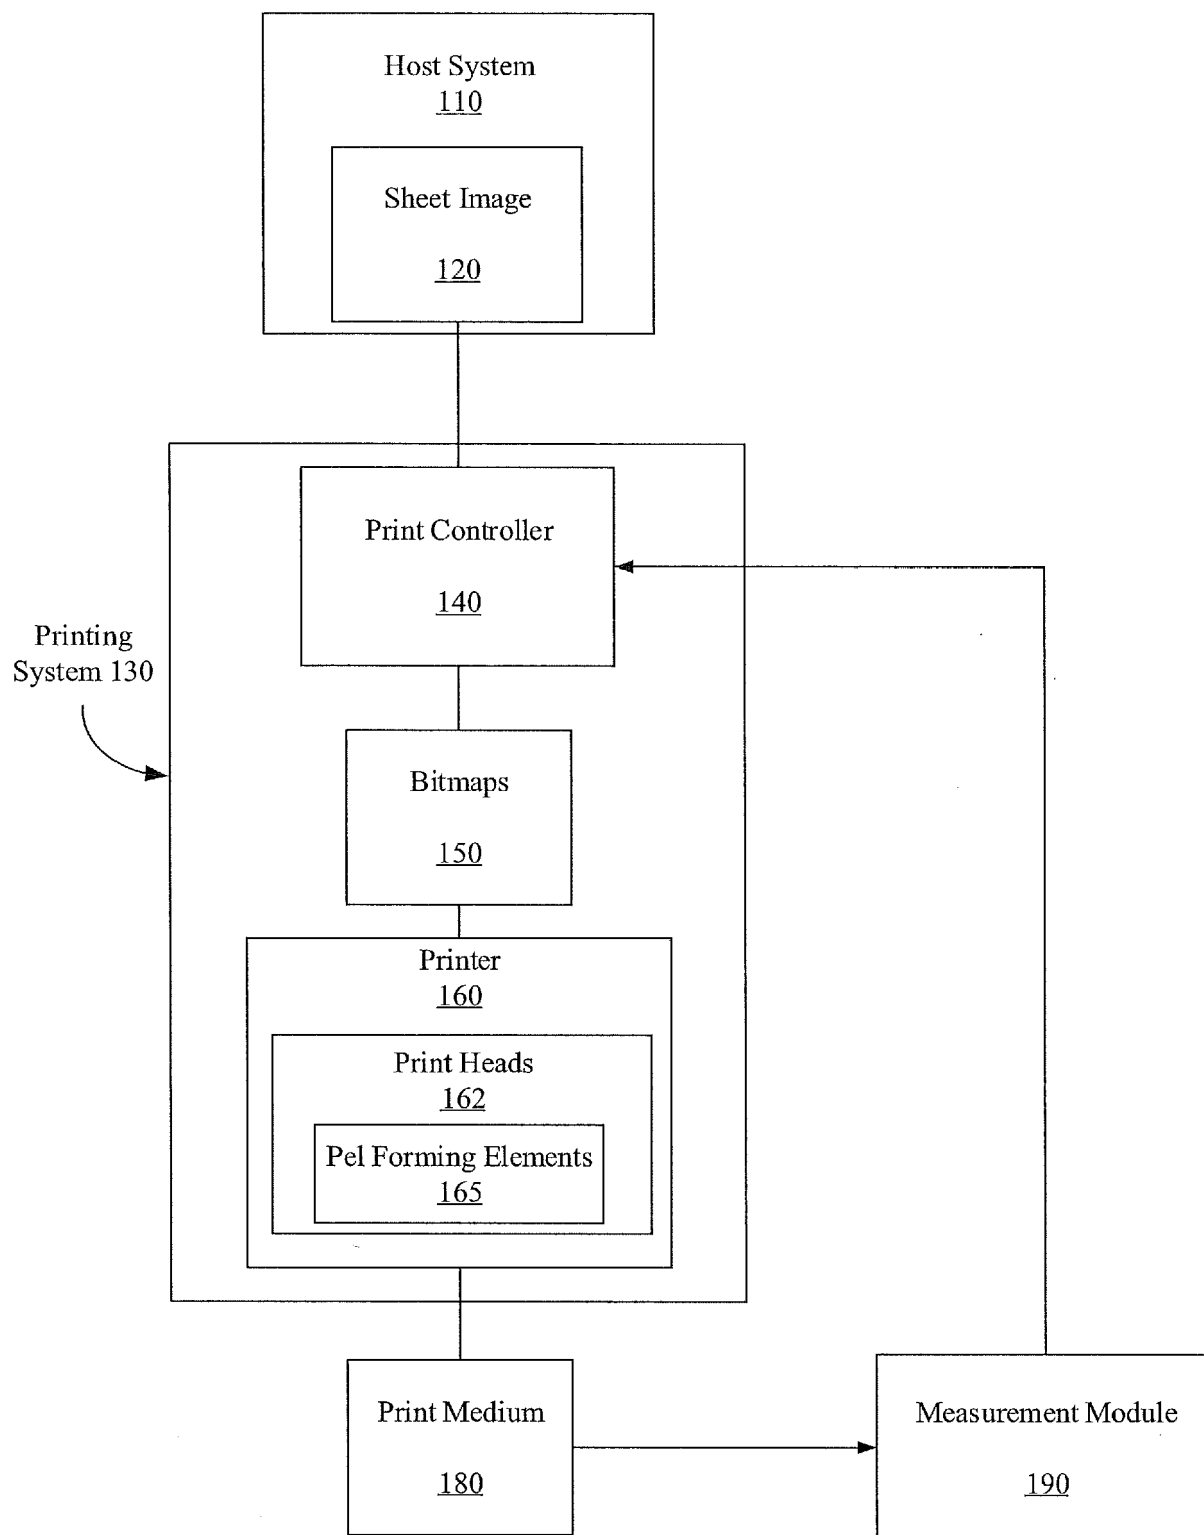 Host System
110
Sheet Image
120
Print Controller
140
Printing
System 130
Bitmaps
150
Printer
160
Print Heads
162
Pel Forming Elements
165
Print Medium
180
Measurement Module
190